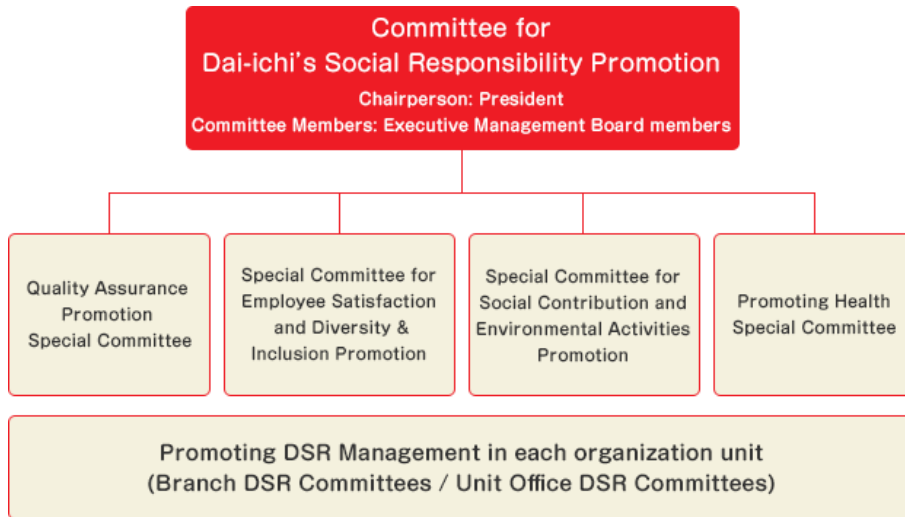 Committee for
Dai-ichi's Social Responsibility Promotion
Chairperson: President
Committee Members: Executive Management Board members
Quality Assurance
Promotion
Special Committee
Special Committee for
Employee Satisfaction
and Diversity &
Inclusion Promotion
Special Committee for
Social Contribution and
Environmental Activities
Promotion
Promoting Health
Special Committee
Promoting DSR Management in each organization unit
(Branch DSR Committees / Unit Office DSR Committees)